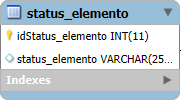 status_elemento
idStatus_elemento INT(11)
status_elemento VARCHAR(25...
Indexes